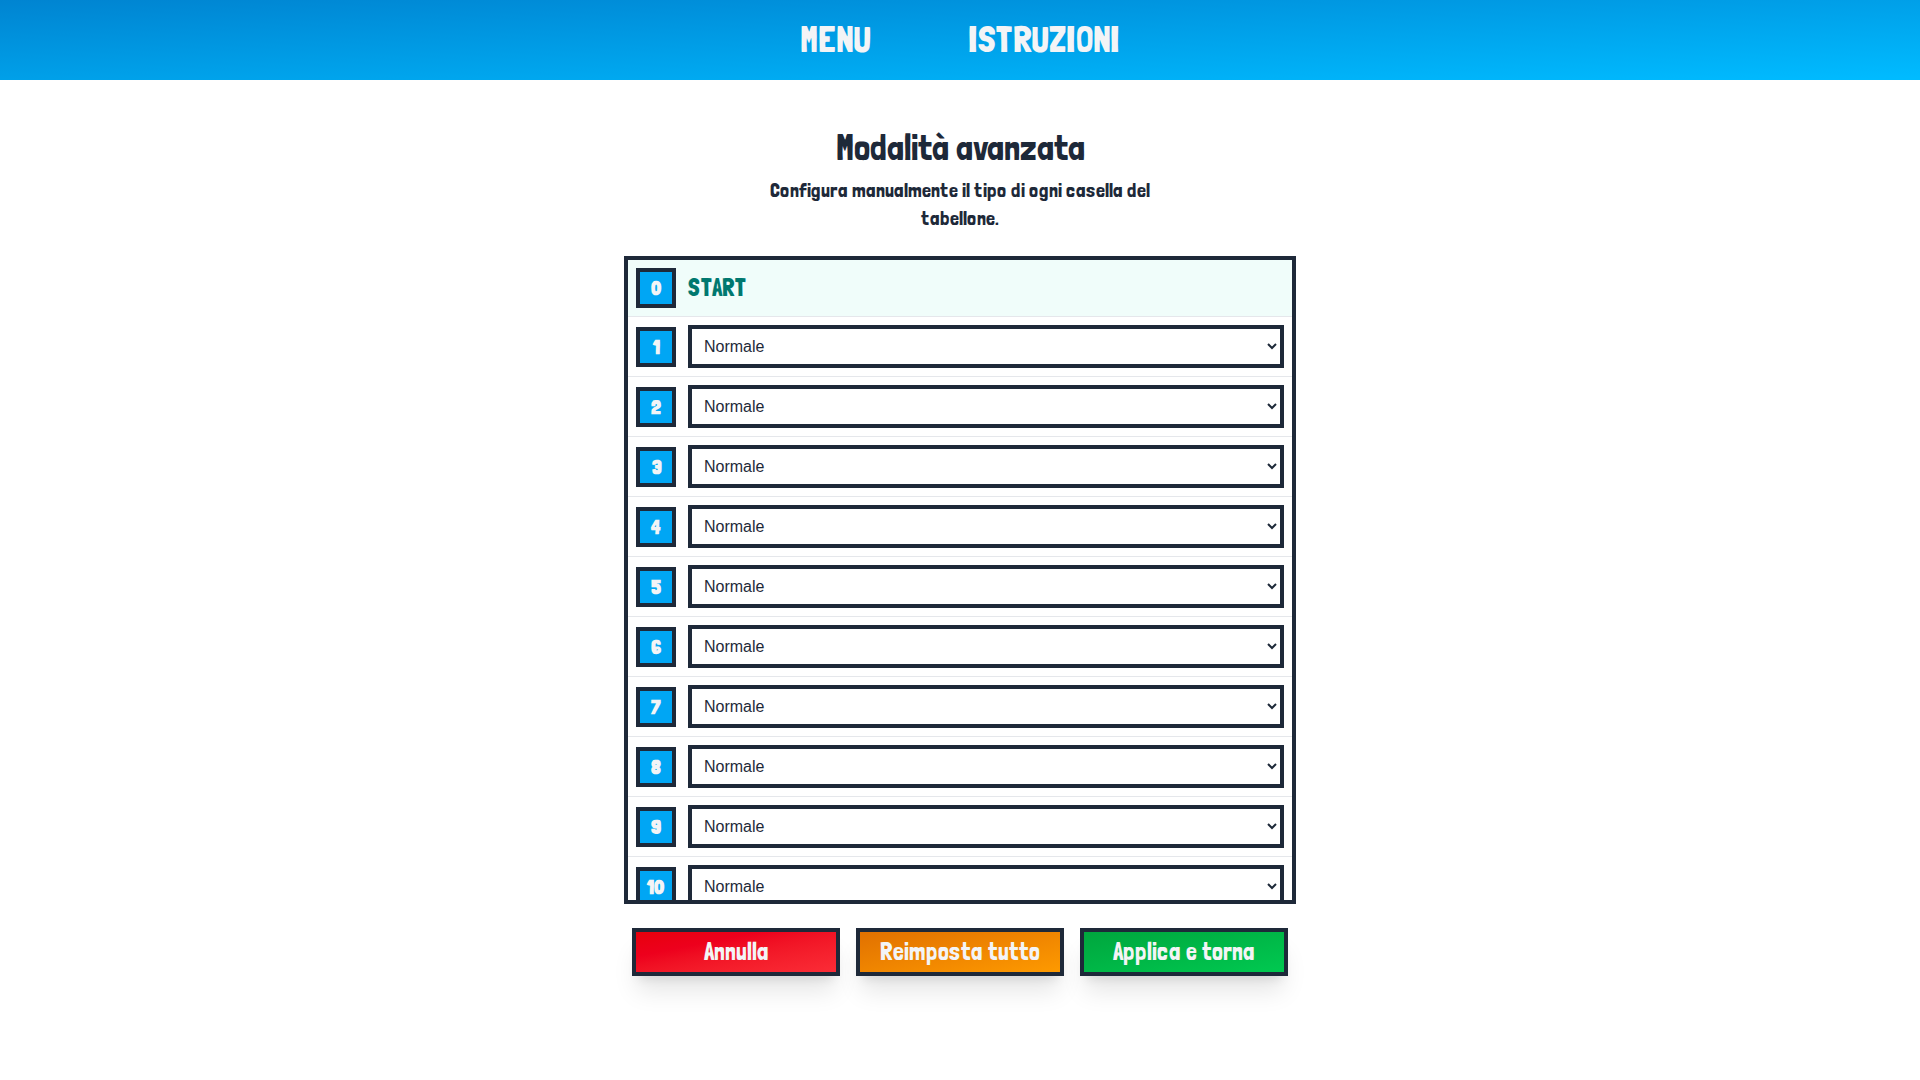 MENU ISTRUZIONI
Modalità avanzata
Configura manualmente il tipo di ogni casella del
tabellone.
0 START
1 Normale
2 Normale
3 Normale
4 Normale
5 Normale
6 Normale
7 Normale
8 Normale
9 Normale
10 Normale
Annulla Reimposta tutto Applica e torna